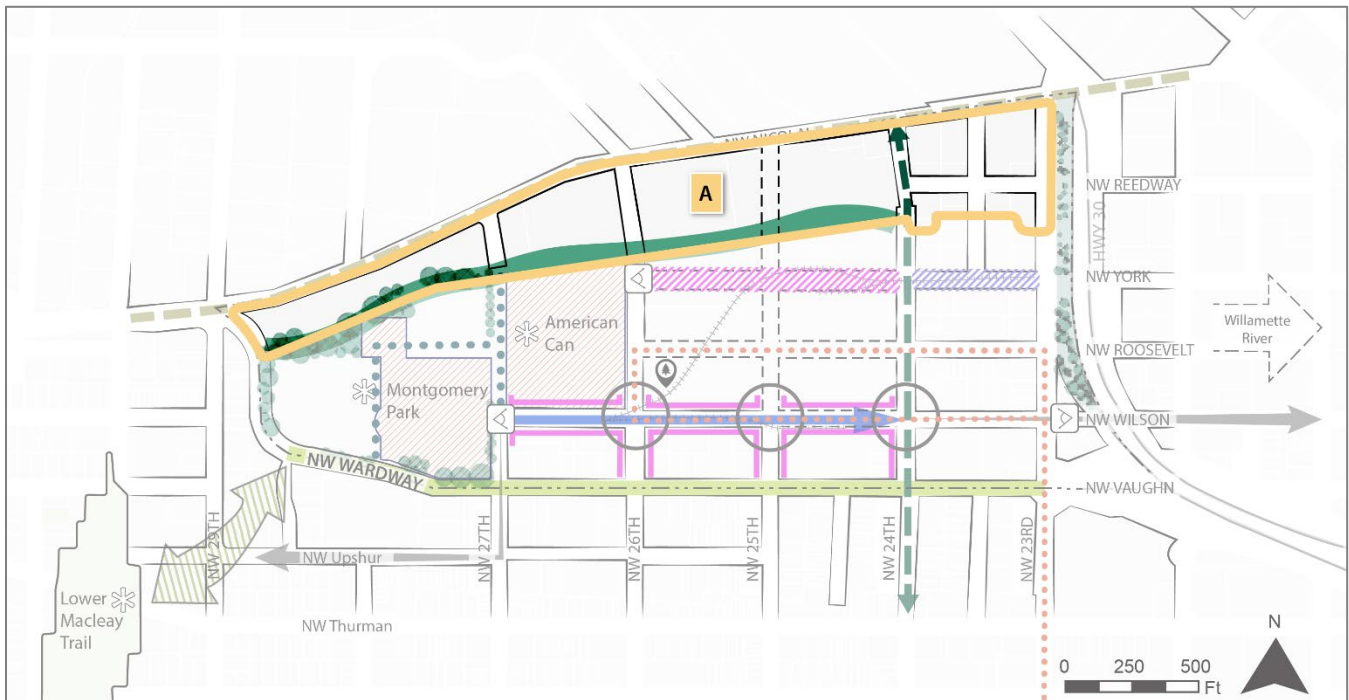 NW NICOLAI
A
NW REEDWAY
HWY 30
NW YORK
American
Can
Willamette
River
NW ROOSEVELT
Montgomery
Park
NW WILSON
NW WARDWAY
NW VAUGHN
NW 29TH
NW 27TH
NW 26TH
NW 25TH
NW 24TH
NW 23RD
NW Upshur
Lower
Macleay
Trail
NW Thurman
N
0 250 500
Ft